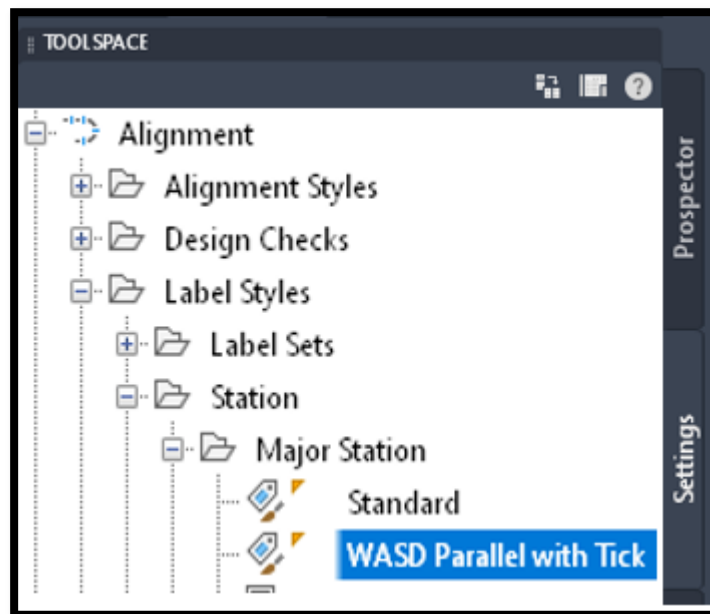 TOOLSPACE
Alignment
Alignment Styles
Design Checks
Label Styles
Label Sets
Station
Major Station
Standard
WASD Parallel with Tick
Prospector
Settings